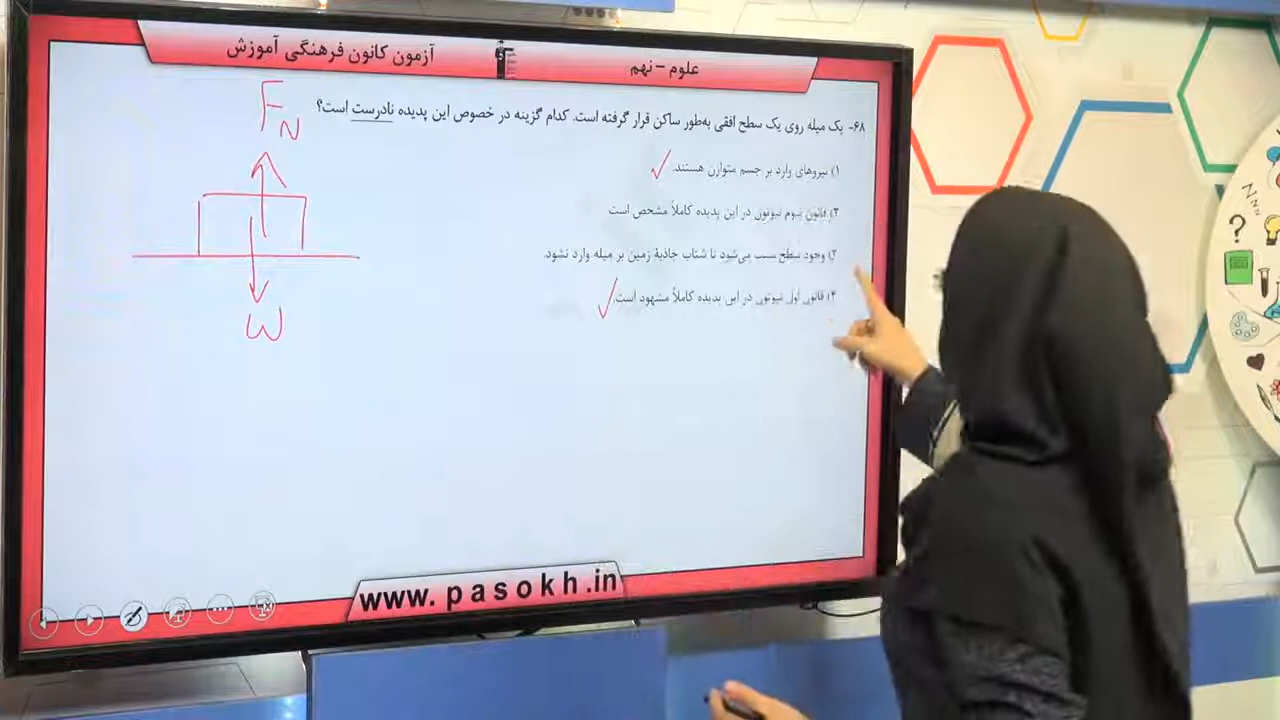 علوم – نهم
آزمون کانون فرهنگی آموزش
۶۸- یک میله روی یک سطح افقی به‌طور ساکن قرار گرفته است. کدام گزینه در خصوص این پدیده نادرست است؟
۱) نیروهای وارد بر جسم متوازن هستند.
۲) قانون سوم نیوتون در این پدیده کاملاً مشخص است
۳) وجود سطح سبب می‌شود تا شتاب جاذبهٔ زمین بر میله وارد نشود.
۴) قانون اول نیوتون در این پدیده کاملاً مشهود است.
F_N
W
www.pasokh.in
N N N
?